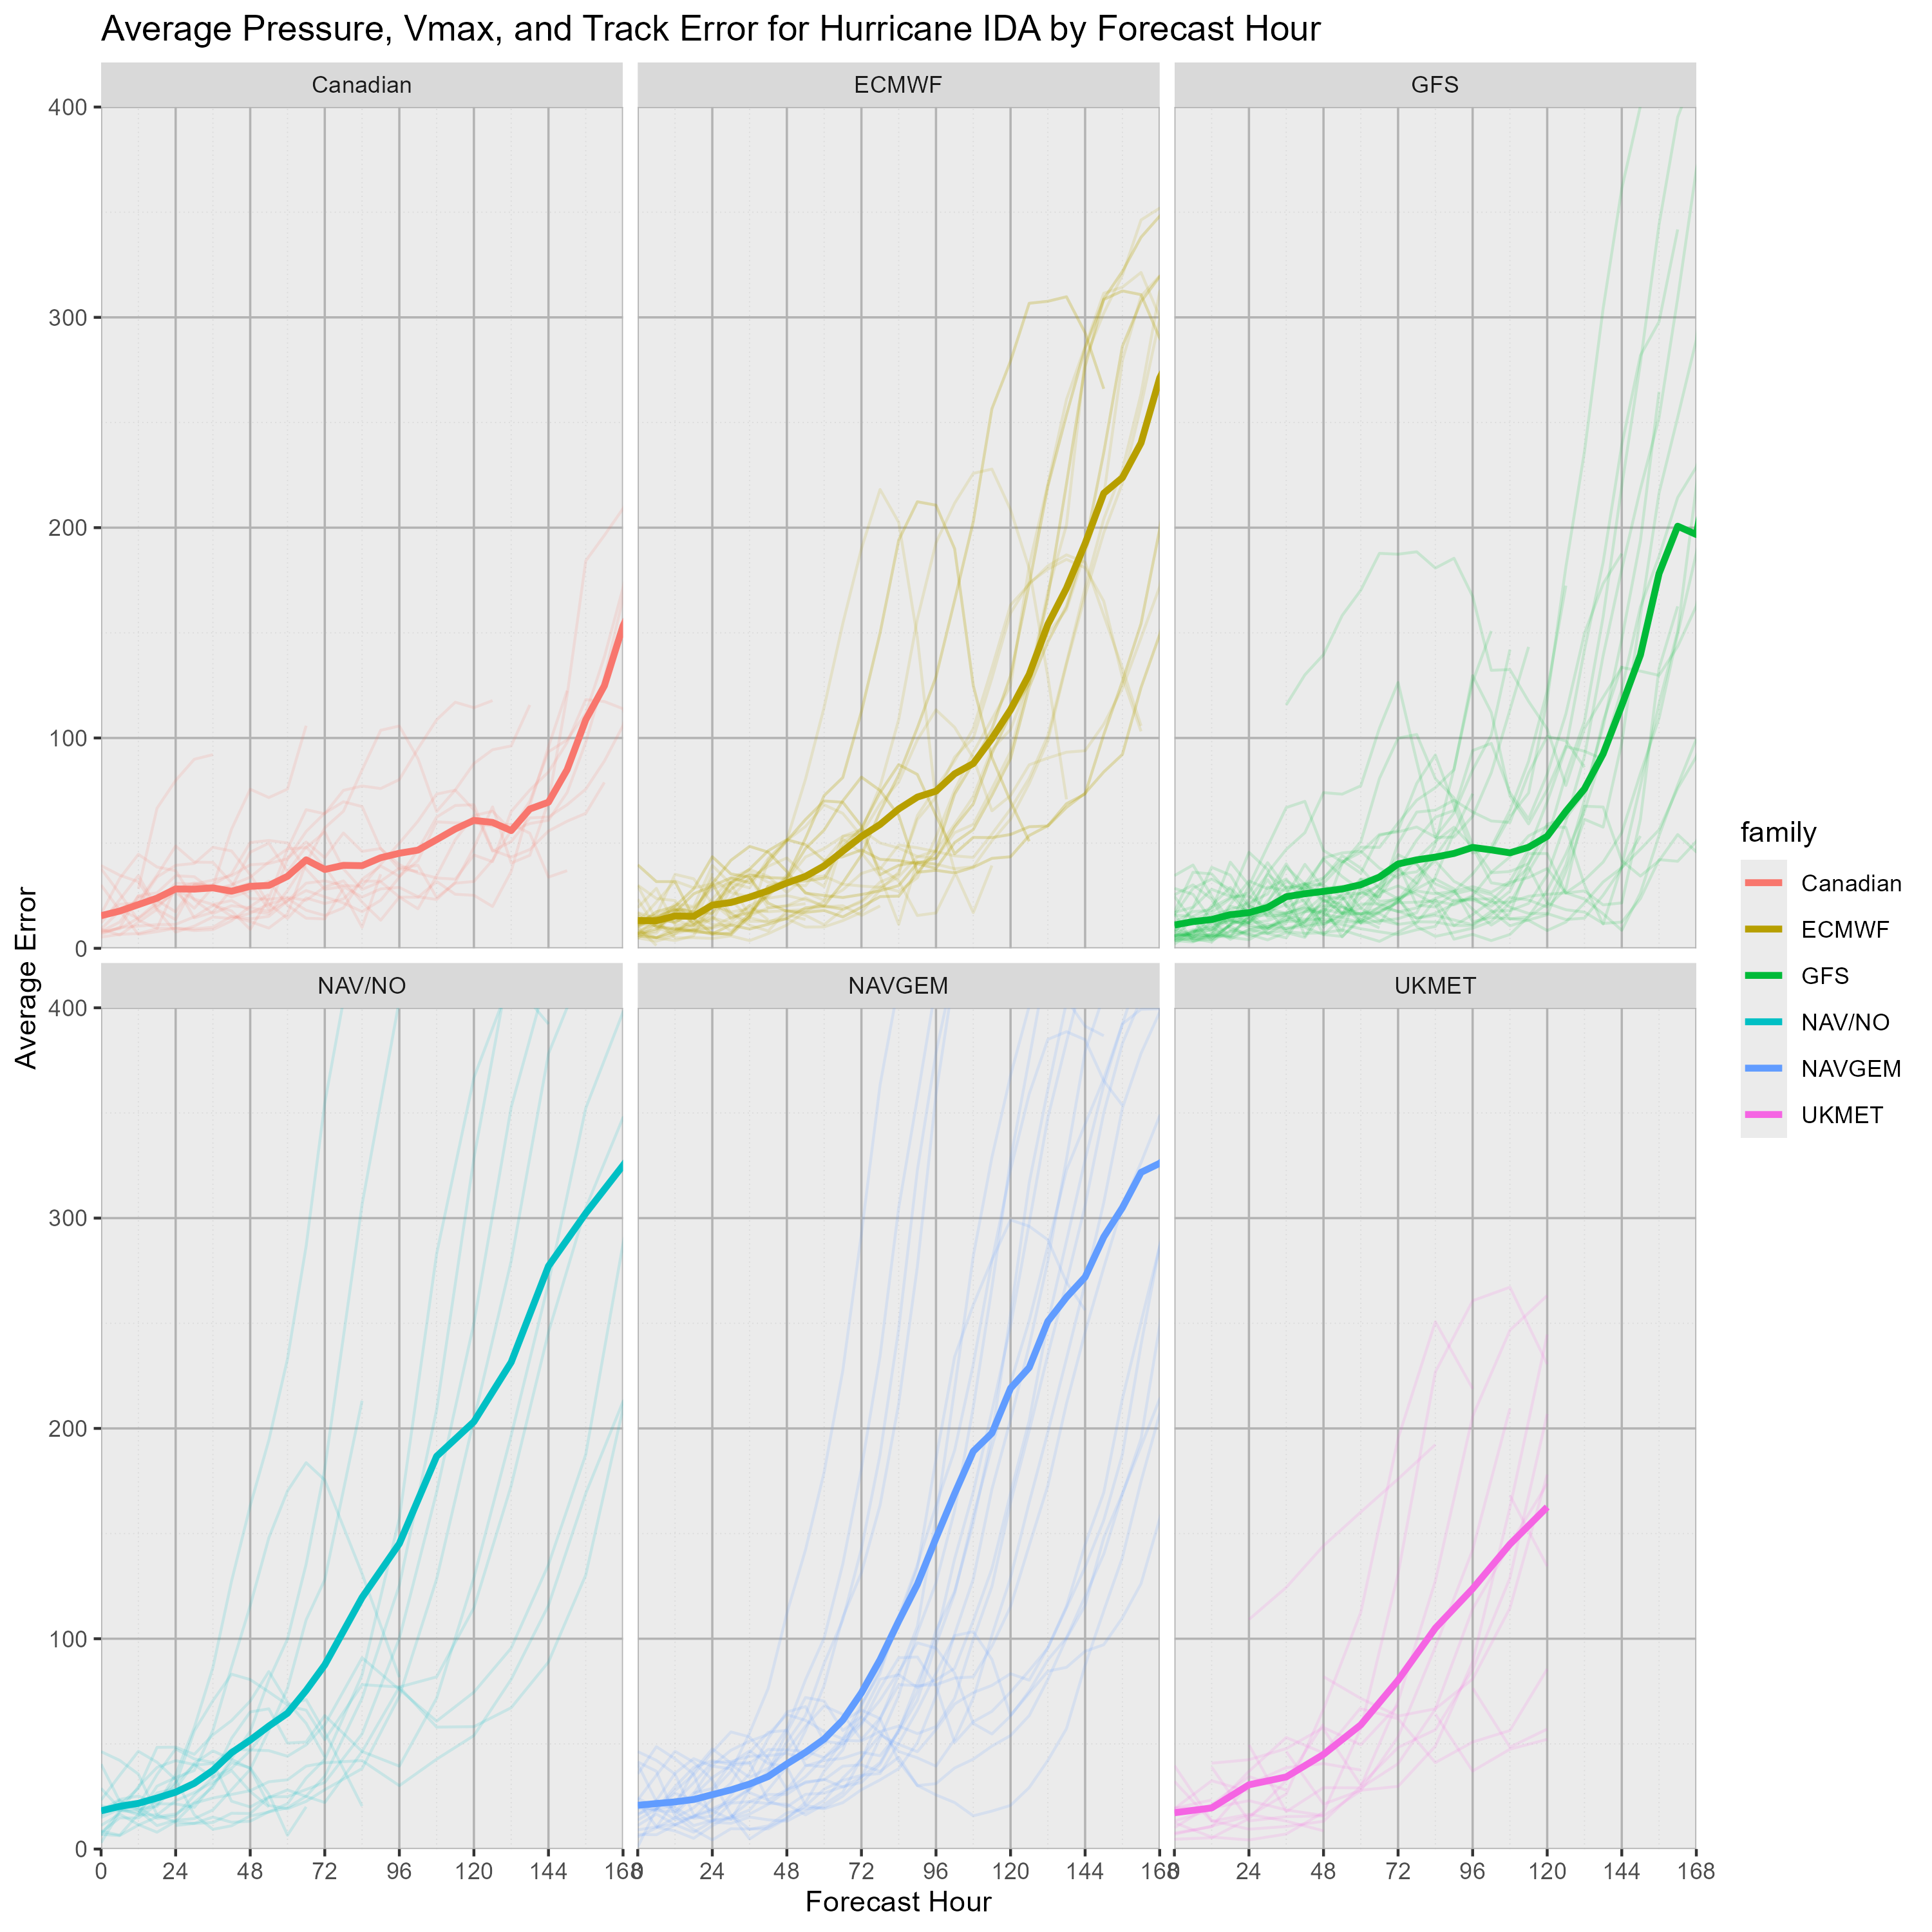 Average Pressure, Vmax, and Track Error for Hurricane IDA by Forecast Hour
Canadian
ECMWF
GFS
400
300
200
100
0
NAV/NO
NAVGEM
UKMET
400
300
200
100
0
0 24 48 72 96 120 144 168
0 24 48 72 96 120 144 168
0 24 48 72 96 120 144 168
Forecast Hour
Average Error
family
Canadian
ECMWF
GFS
NAV/NO
NAVGEM
UKMET